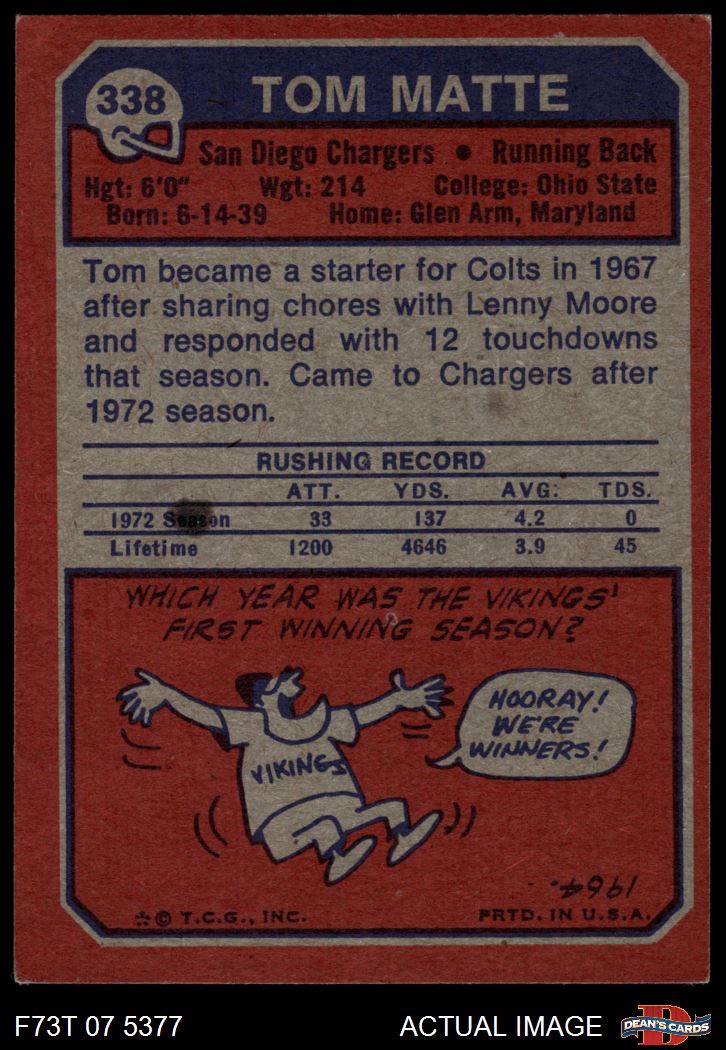 338
TOM MATTE
San Diego Chargers • Running Back
Hgt: 6'0" Wgt: 214 College: Ohio State
Born: 6-14-39 Home: Glen Arm, Maryland
Tom became a starter for Colts in 1967
after sharing chores with Lenny Moore
and responded with 12 touchdowns
that season. Came to Chargers after
1972 season.
RUSHING RECORD
ATT. YDS. AVG. TDS.
1972 Season 33 137 4.2 0
Lifetime 1200 4646 3.9 45
WHICH YEAR WAS THE VIKINGS'
FIRST WINNING SEASON?
HOORAY!
WE'RE
WINNERS!
VIKINGS
1964.
*© T.C.G., INC. PRTD. IN U.S.A.
F73T 07 5377 ACTUAL IMAGE D DEAN'S CARDS